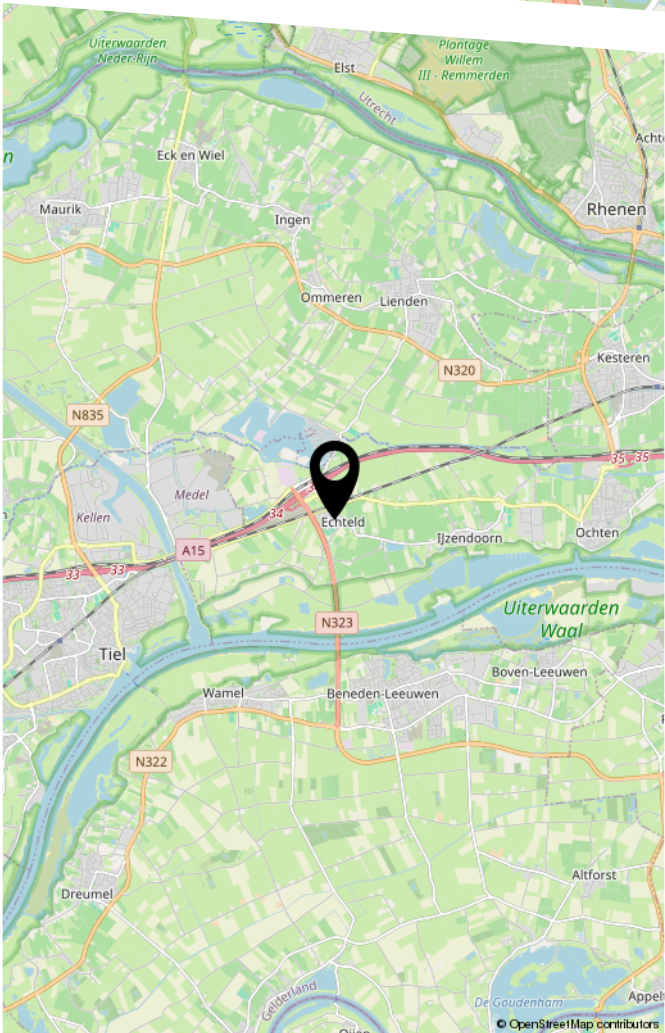 Uiterwaarden
Neder-Rijn
Elst
Plantage
Willem
III - Remmerden
Utrecht
Eck en Wiel
Maurik
Ingen
Rhenen
Ommeren
Lienden
N320
Kesteren
N835
35 35
Medel
Kellen
34
Echteld
IJzendoorn
Ochten
A15
33 33
N323
Uiterwaarden
Waal
Tiel
Boven-Leeuwen
Wamel
Beneden-Leeuwen
N322
Altforst
Dreumel
Gelderland
De Goudenham
© OpenStreetMap contributors